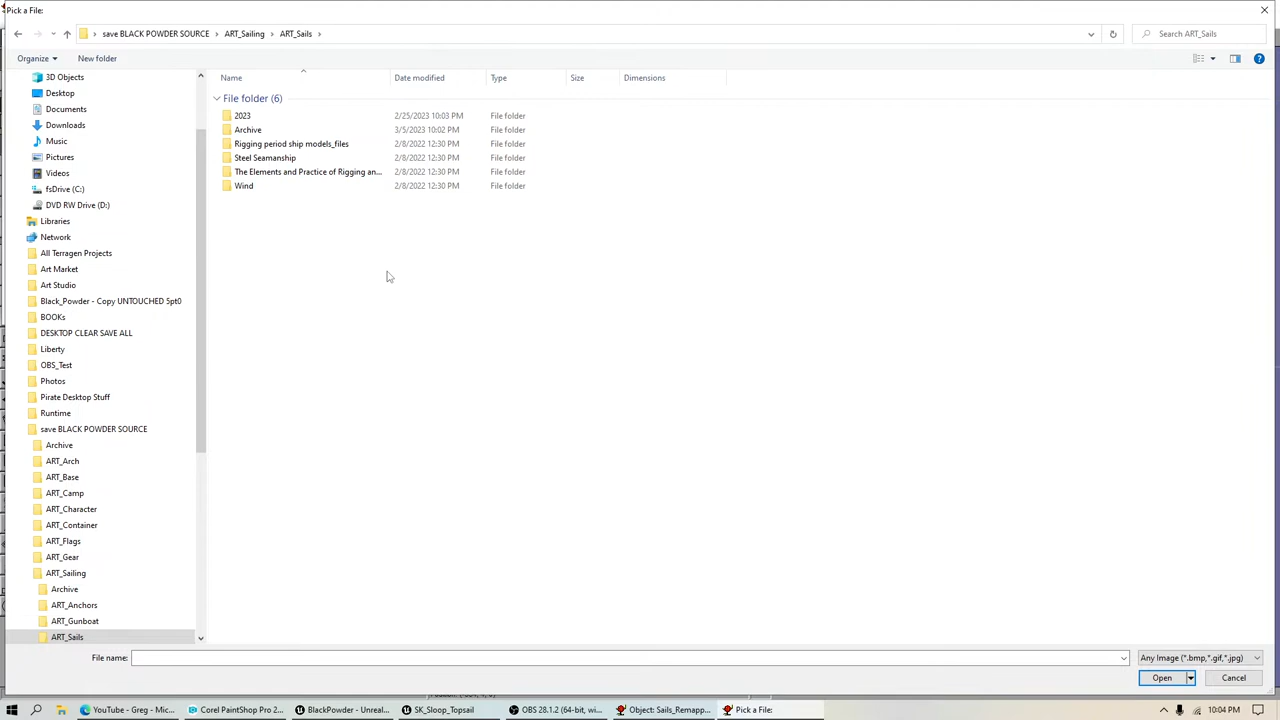 Pick a File:
save BLACK POWDER SOURCE > ART_Sailing > ART_Sails >
Search ART_Sails
Organize
New folder
Name
Date modified
Type
Size
Dimensions
File folder (6)
2023 2/25/2023 10:03 PM File folder
Archive 3/5/2023 10:02 PM File folder
Rigging period ship models_files 2/8/2022 12:30 PM File folder
Steel Seamanship 2/8/2022 12:30 PM File folder
The Elements and Practice of Rigging an... 2/8/2022 12:30 PM File folder
Wind 2/8/2022 12:30 PM File folder
3D Objects
Desktop
Documents
Downloads
Music
Pictures
Videos
fsDrive (C:)
DVD RW Drive (D:)
Libraries
Network
All Terragen Projects
Art Market
Art Studio
Black_Powder - Copy UNTOUCHED 5pt0
BOOKs
DESKTOP CLEAR SAVE ALL
Liberty
OBS_Test
Photos
Pirate Desktop Stuff
Runtime
save BLACK POWDER SOURCE
Archive
ART_Arch
ART_Base
ART_Camp
ART_Character
ART_Container
ART_Flags
ART_Gear
ART_Sailing
Archive
ART_Anchors
ART_Gunboat
ART_Sails
File name:
Any Image (*.bmp,*.gif,*.jpg)
Open
Cancel
YouTube - Greg - Mic...
Corel PaintShop Pro 2...
BlackPowder - Unreal...
SK_Sloop_Topsail
OBS 28.1.2 (64-bit, wi...
Object: Sails_Remapp...
Pick a File:
10:04 PM